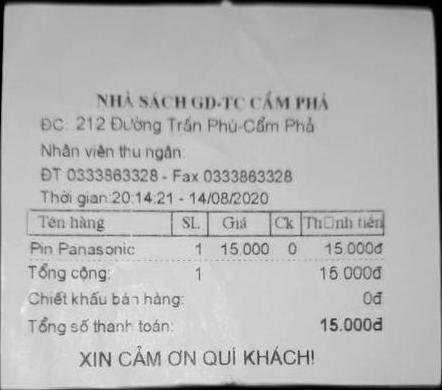 NHÀ SÁCH GD-TC CẨM PHẢ
ĐC: 212 Đường Trần Phú-Cẩm Phả
Nhân viên thu ngân:
ĐT 0333863328 - Fax 0333863328
Thời gian:20:14:21 - 14/08/2020
Tên hàng SL Giá Ck Th□nh tiền
Pin Panasonic 1 15.000 0 15.000đ
Tổng cộng: 1 15.000đ
Chiết khấu bán hàng: 0đ
Tổng số thanh toán: 15.000đ
XIN CẢM ƠN QUÍ KHÁCH!